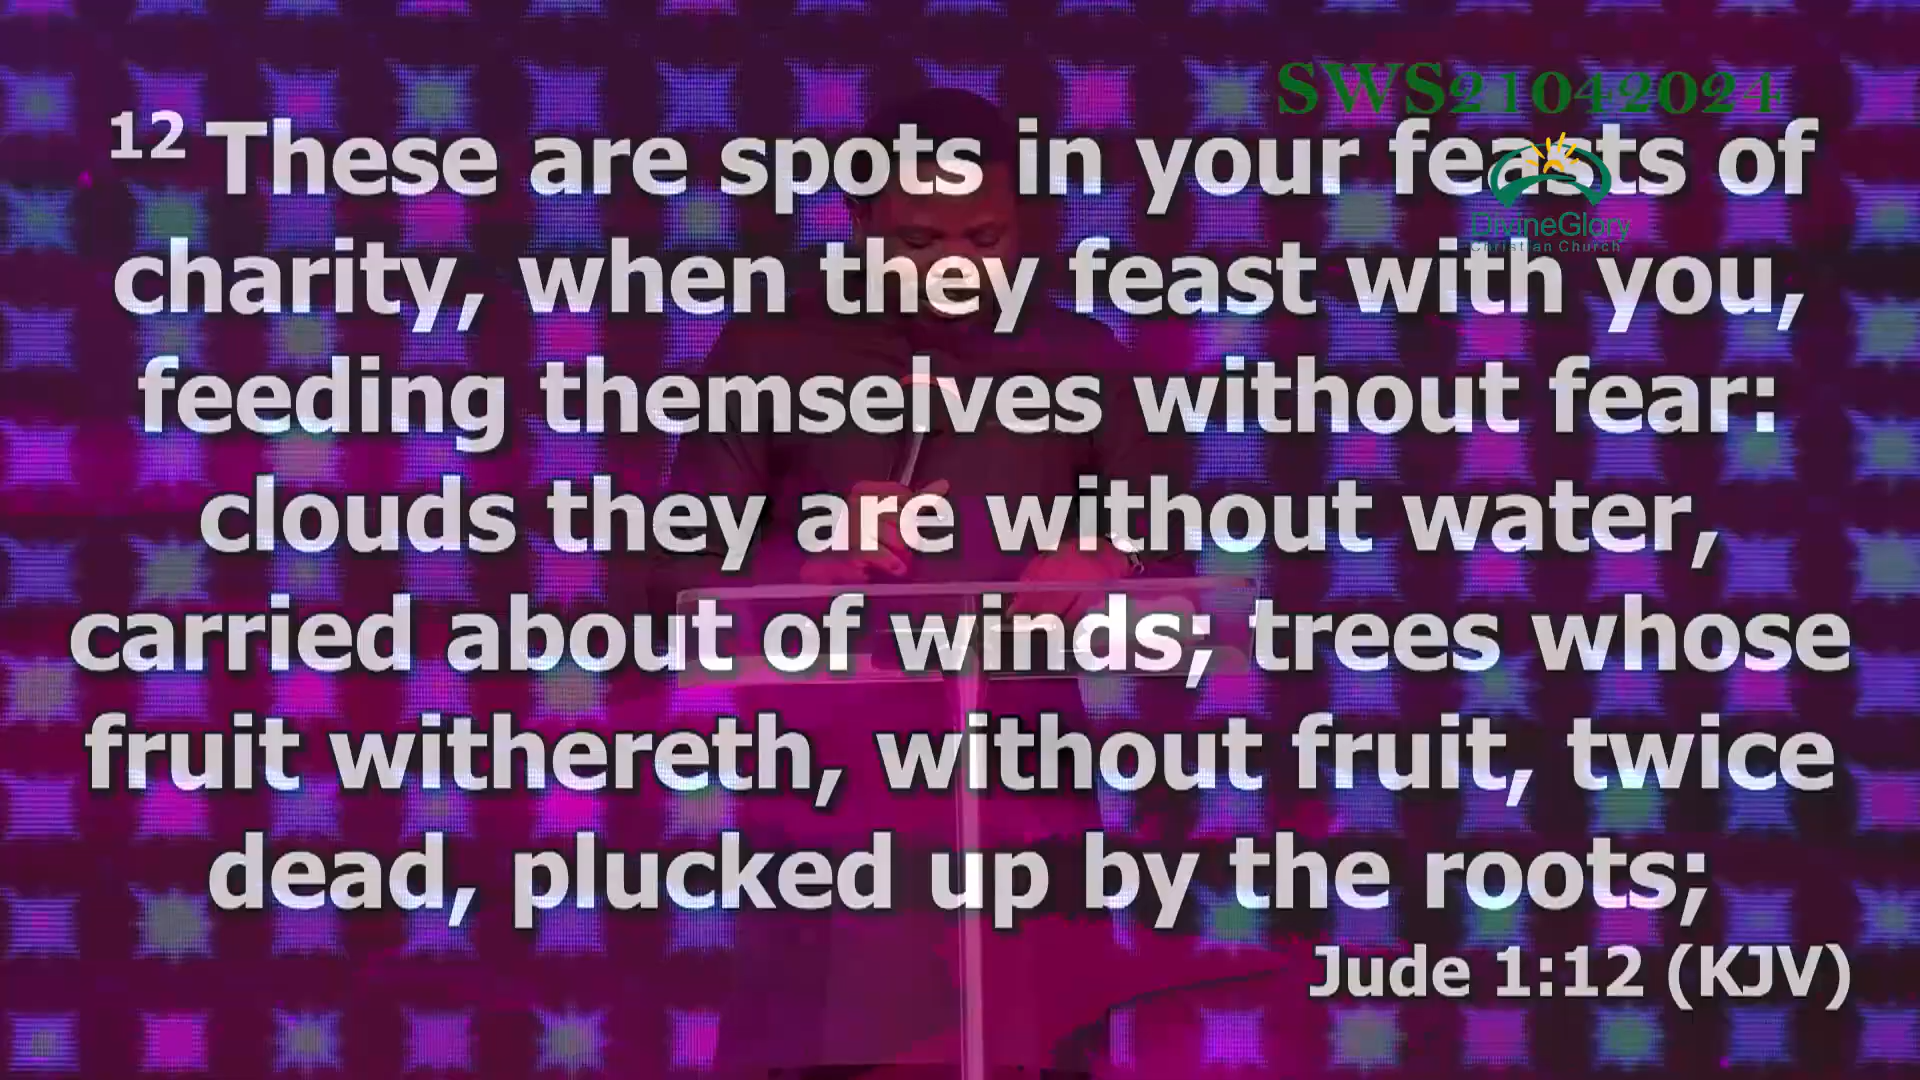 SWS21042024
12 These are spots in your feasts of
charity, when they feast with you,
feeding themselves without fear:
clouds they are without water,
carried about of winds; trees whose
fruit withereth, without fruit, twice
dead, plucked up by the roots;
Jude 1:12 (KJV)
DivineGlory
Christian Church